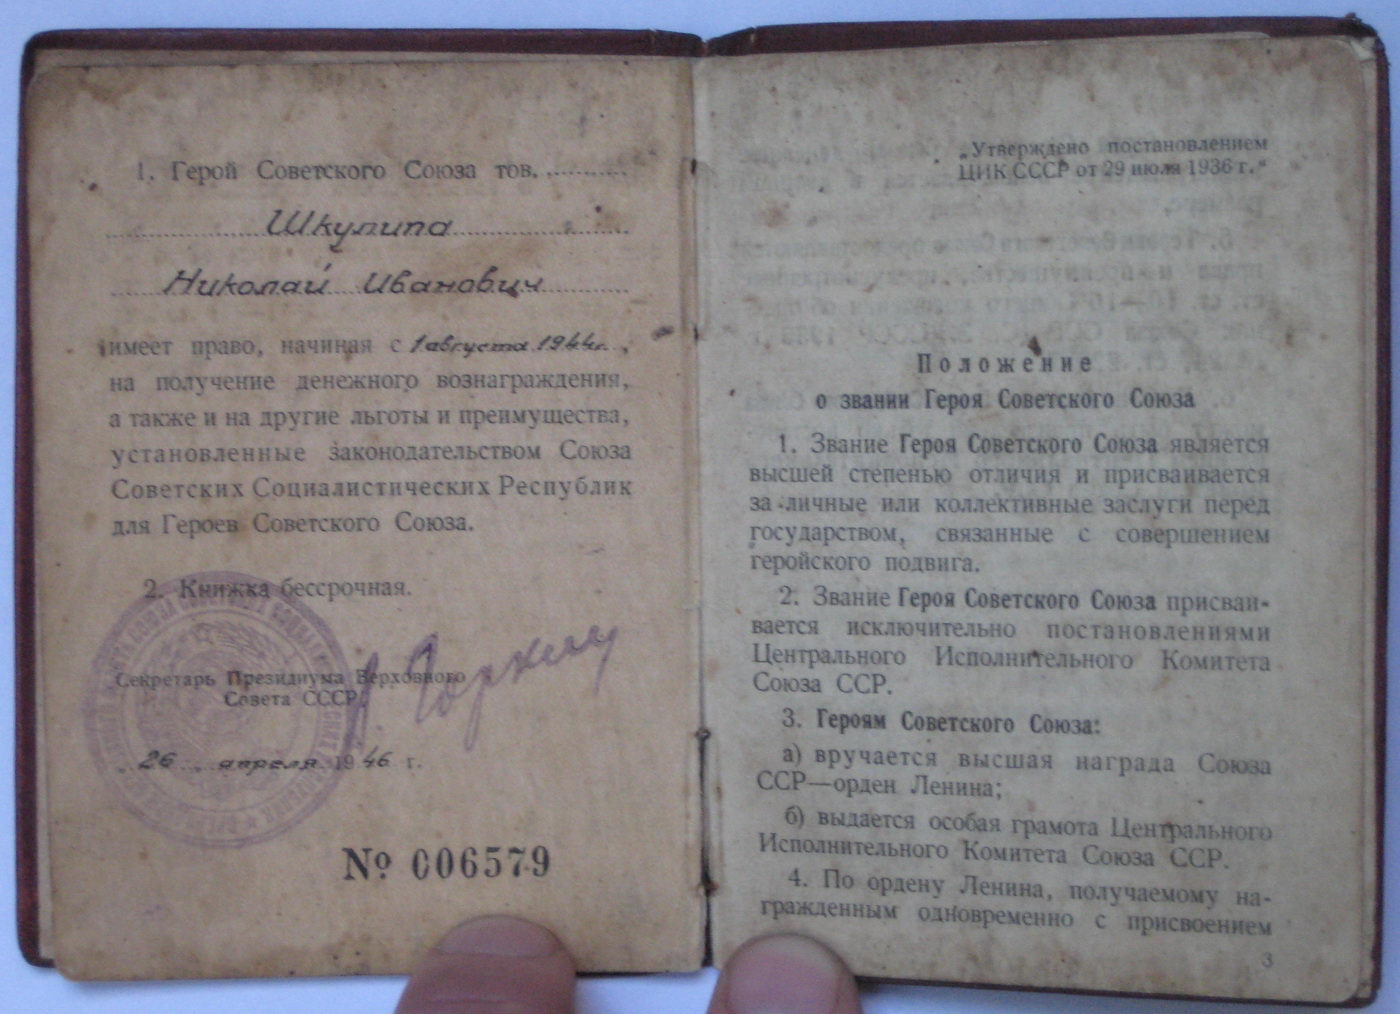 1. Герой Советского Союза тов.
Шкулипа
Николай Иванович
имеет право, начиная с 1 августа 1944г.,
на получение денежного вознаграждения,
а также и на другие льготы и преимущества,
установленные законодательством Союза
Советских Социалистических Республик
для Героев Советского Союза.
2. Книжка бессрочная.
Секретарь Президиума Верховного
Совета СССР
А. Горкин
„26„ апреля 1946 г.
№ 006579
„Утверждено постановлением
ЦИК СССР от 29 июля 1936 г.“
Положение
о звании Героя Советского Союза
1. Звание Героя Советского Союза является
высшей степенью отличия и присваивается
за личные или коллективные заслуги перед
государством, связанные с совершением
геройского подвига.
2. Звание Героя Советского Союза присваи-
вается исключительно постановлениями
Центрального Исполнительного Комитета
Союза ССР.
3. Героям Советского Союза:
а) вручается высшая награда Союза
ССР—орден Ленина;
б) выдается особая грамота Центрального
Исполнительного Комитета Союза ССР.
4. По ордену Ленина, получаемому на-
гражденным одновременно с присвоением
3